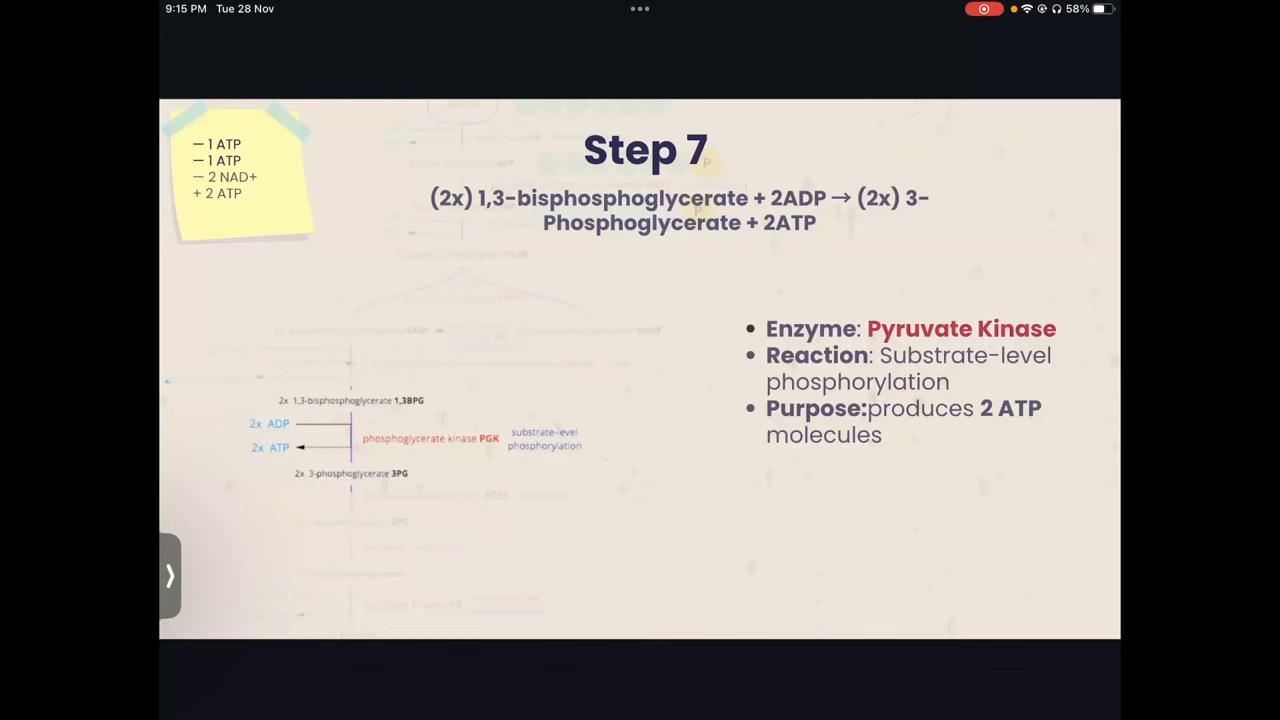 9:15 PM Tue 28 Nov
58%
— 1 ATP
— 1 ATP
— 2 NAD+
+ 2 ATP
Step 7
(2x) 1,3-bisphosphoglycerate + 2ADP → (2x) 3-
Phosphoglycerate + 2ATP
P
P
2x 1,3-bisphosphoglycerate 1,3BPG
2x ADP
2x ATP
phosphoglycerate kinase PGK
substrate-level
phosphorylation
2x 3-phosphoglycerate 3PG
• Enzyme: Pyruvate Kinase
• Reaction: Substrate-level
phosphorylation
• Purpose:produces 2 ATP
molecules